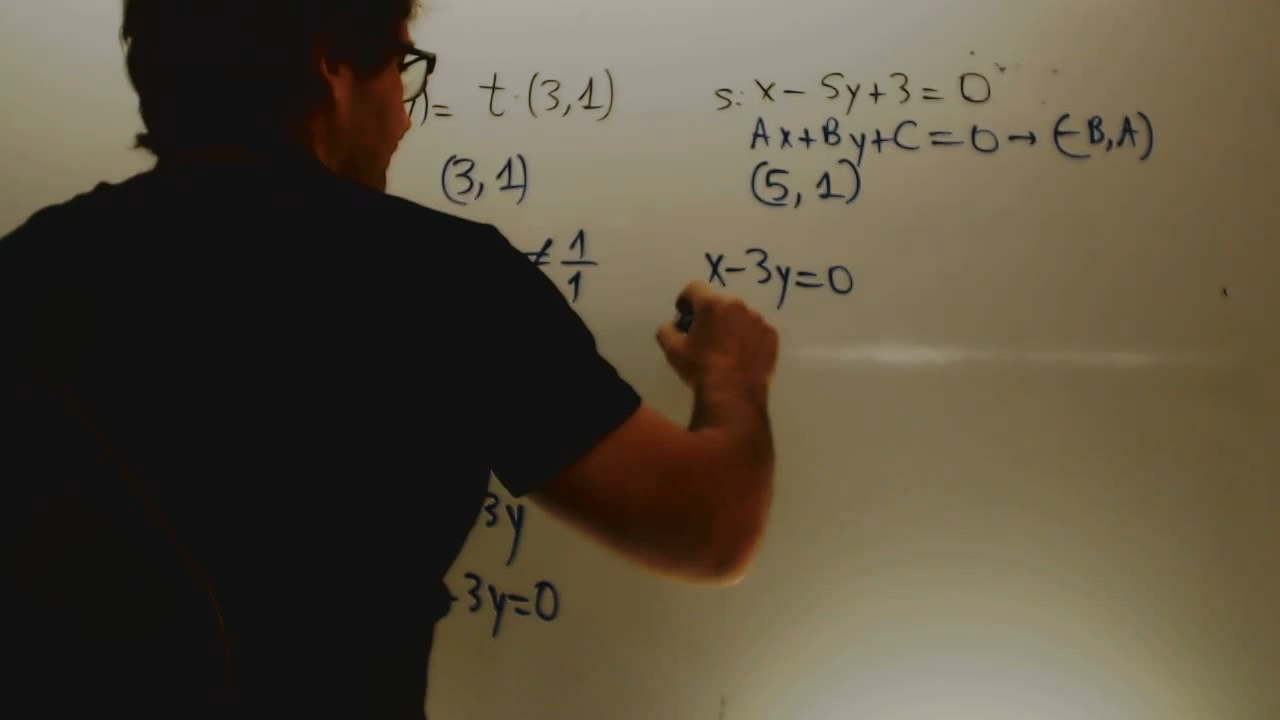 )= t·(3,1)
s: x-5y+3=0
Ax+By+C=0→(-B,A)
(3,1)
(5,1)
≠ 1/1
x-3y=0
3y
-3y=0